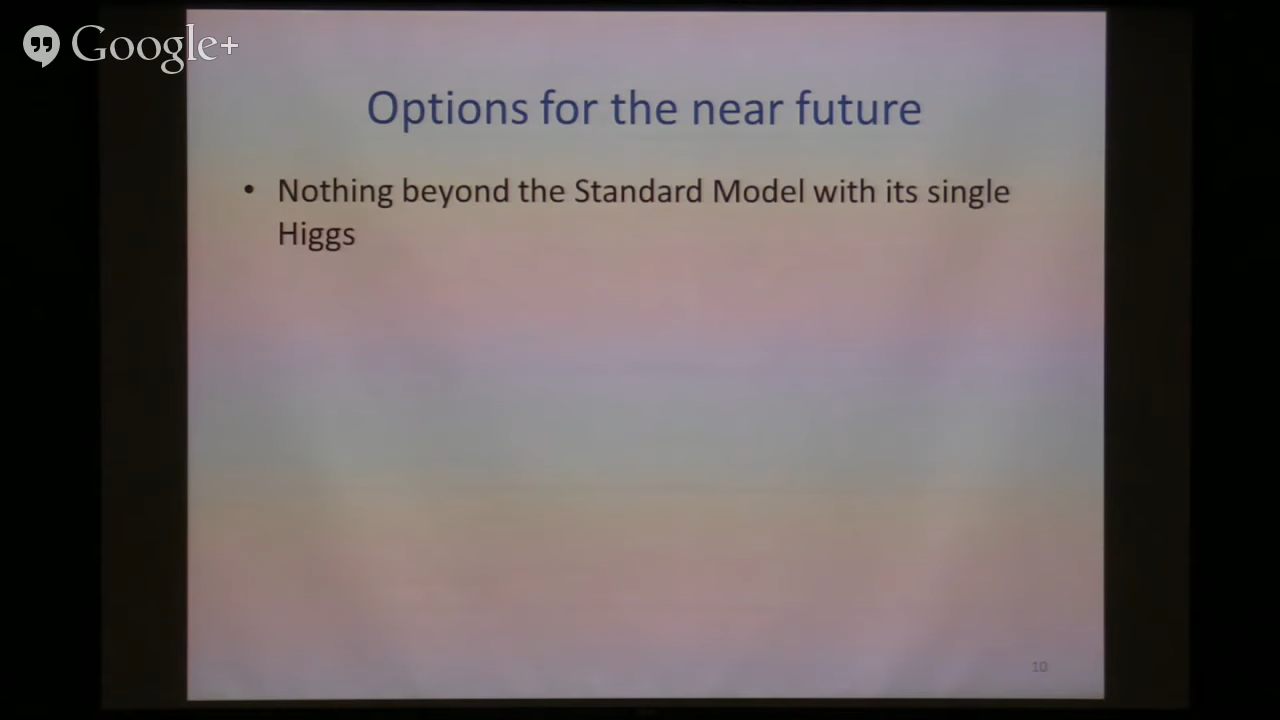 Google+
Options for the near future
• Nothing beyond the Standard Model with its single
Higgs
10